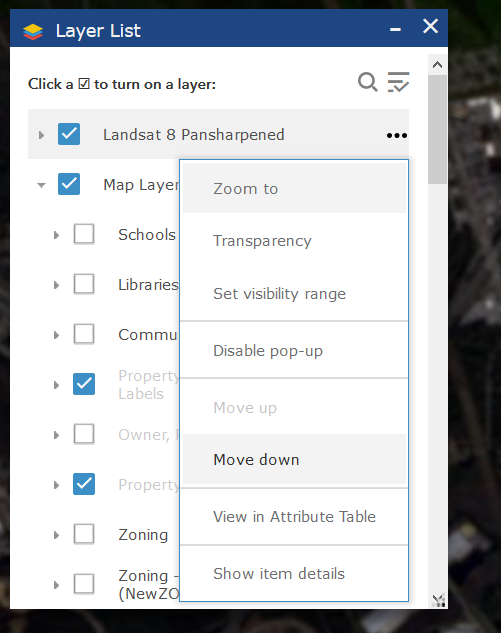 Layer List
Click a ☑ to turn on a layer:
Landsat 8 Pansharpened
Map Layer
Zoom to
Schools
Transparency
Libraries
Set visibility range
Commu
Disable pop-up
Property
Labels
Move up
Owner,
Move down
Property
View in Attribute Table
Zoning
Show item details
Zoning -
(NewZO